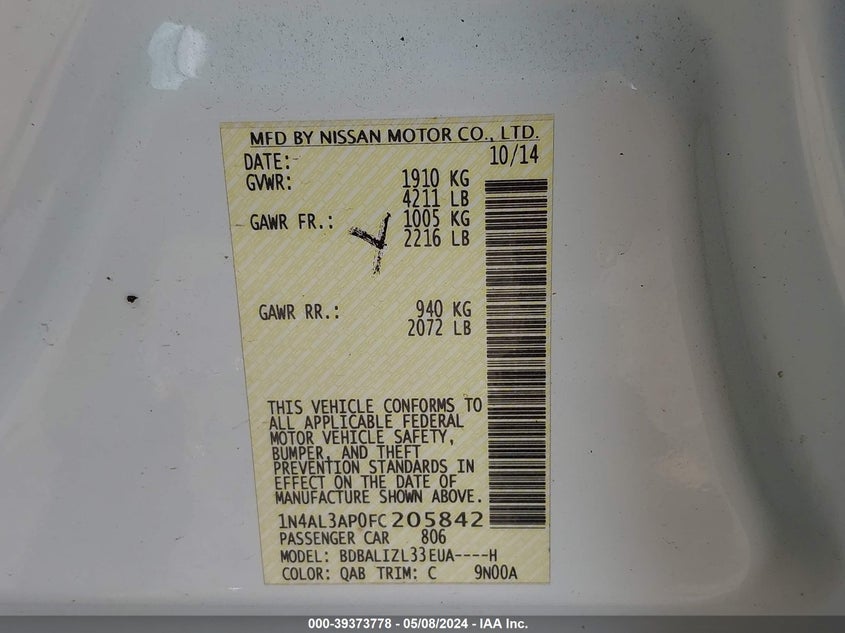 MFD BY NISSAN MOTOR CO., LTD.
DATE:- 10/14
GVWR: 1910 KG
4211 LB
GAWR FR.: 1005 KG
2216 LB
GAWR RR.: 940 KG
2072 LB
THIS VEHICLE CONFORMS TO
ALL APPLICABLE FEDERAL
MOTOR VEHICLE SAFETY,
BUMPER, AND THEFT
PREVENTION STANDARDS IN
EFFECT ON THE DATE OF
MANUFACTURE SHOWN ABOVE.
1N4AL3AP0FC205842
PASSENGER CAR 806
MODEL: BDBALIZL33EUA----H
COLOR: QAB TRIM: C 9N00A
000-39373778 - 05/08/2024 - IAA Inc.